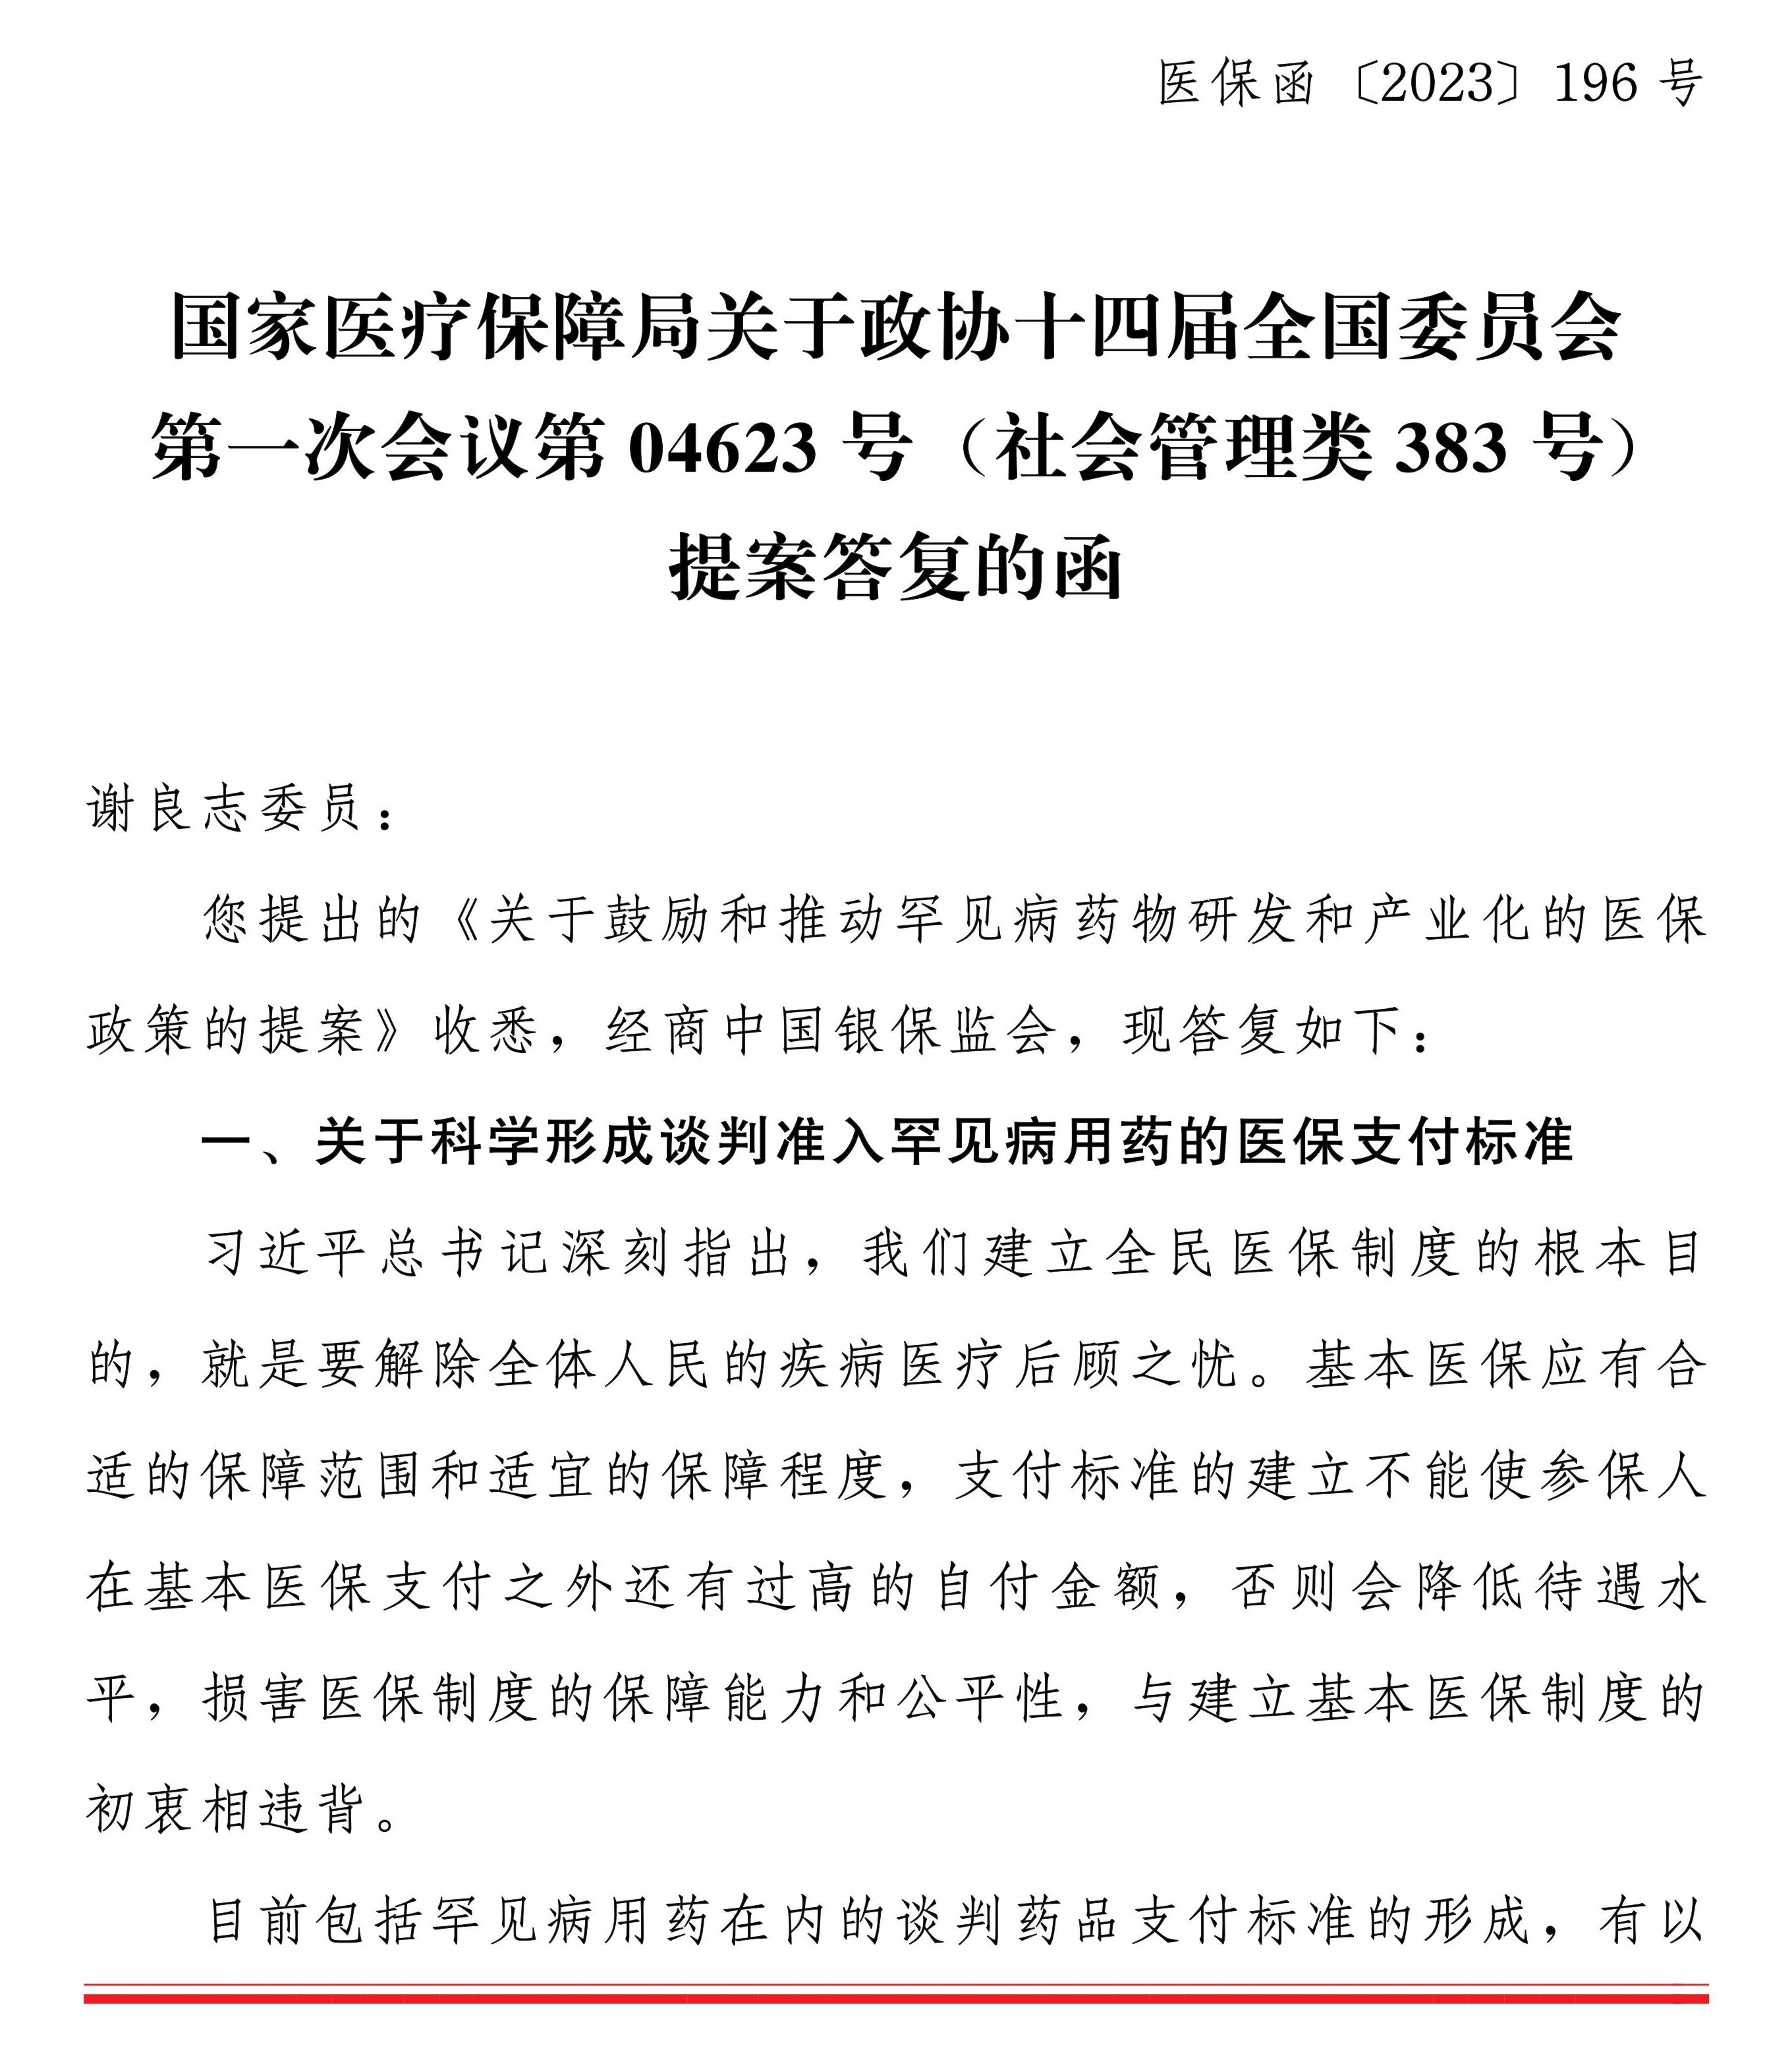 医保函〔2023〕196 号
国家医疗保障局关于政协十四届全国委员会
第一次会议第 04623 号（社会管理类 383 号）
提案答复的函
谢良志委员：
您提出的《关于鼓励和推动罕见病药物研发和产业化的医保
政策的提案》收悉，经商中国银保监会，现答复如下：
一、关于科学形成谈判准入罕见病用药的医保支付标准
习近平总书记深刻指出，我们建立全民医保制度的根本目
的，就是要解除全体人民的疾病医疗后顾之忧。基本医保应有合
适的保障范围和适宜的保障程度，支付标准的建立不能使参保人
在基本医保支付之外还有过高的自付金额，否则会降低待遇水
平，损害医保制度的保障能力和公平性，与建立基本医保制度的
初衷相违背。
目前包括罕见病用药在内的谈判药品支付标准的形成，有以